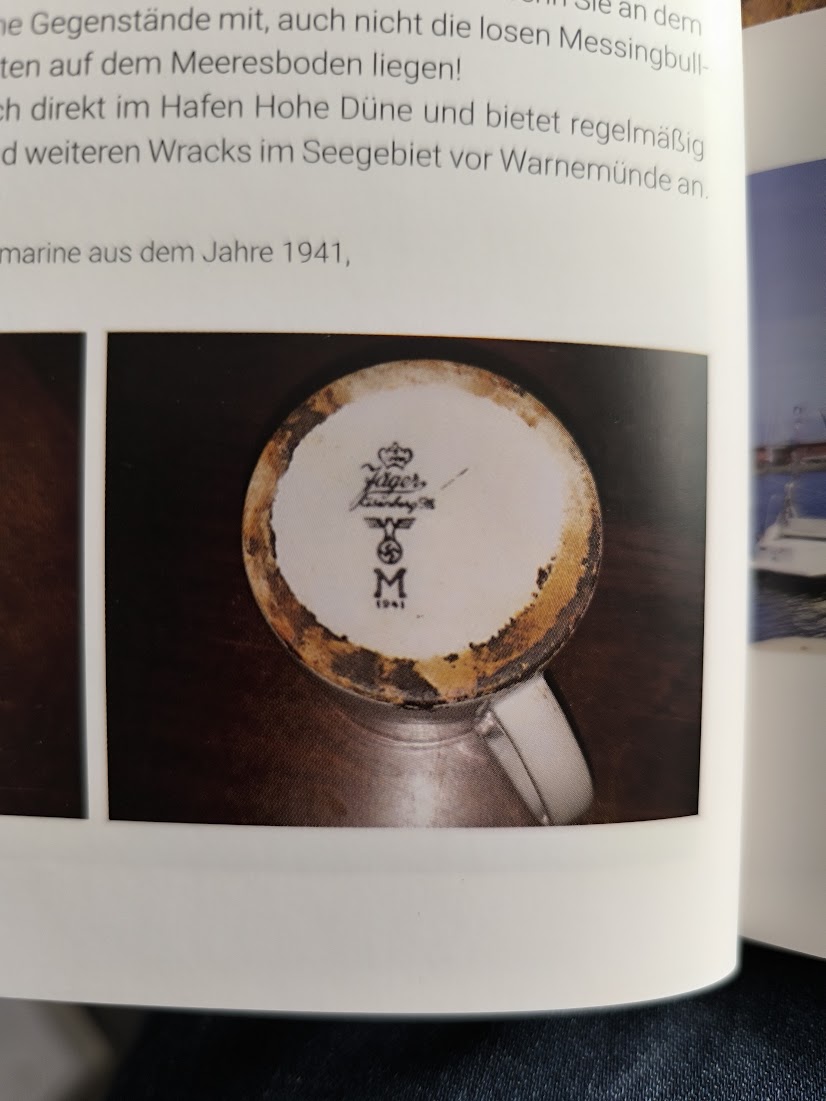 Sie an dem
Gegenstände mit, auch nicht die losen Messingbull-
ten auf dem Meeresboden liegen!
ch direkt im Hafen Hohe Düne und bietet regelmäßig
d weiteren Wracks im Seegebiet vor Warnemünde an.
marine aus dem Jahre 1941,
Jäger
M
1941